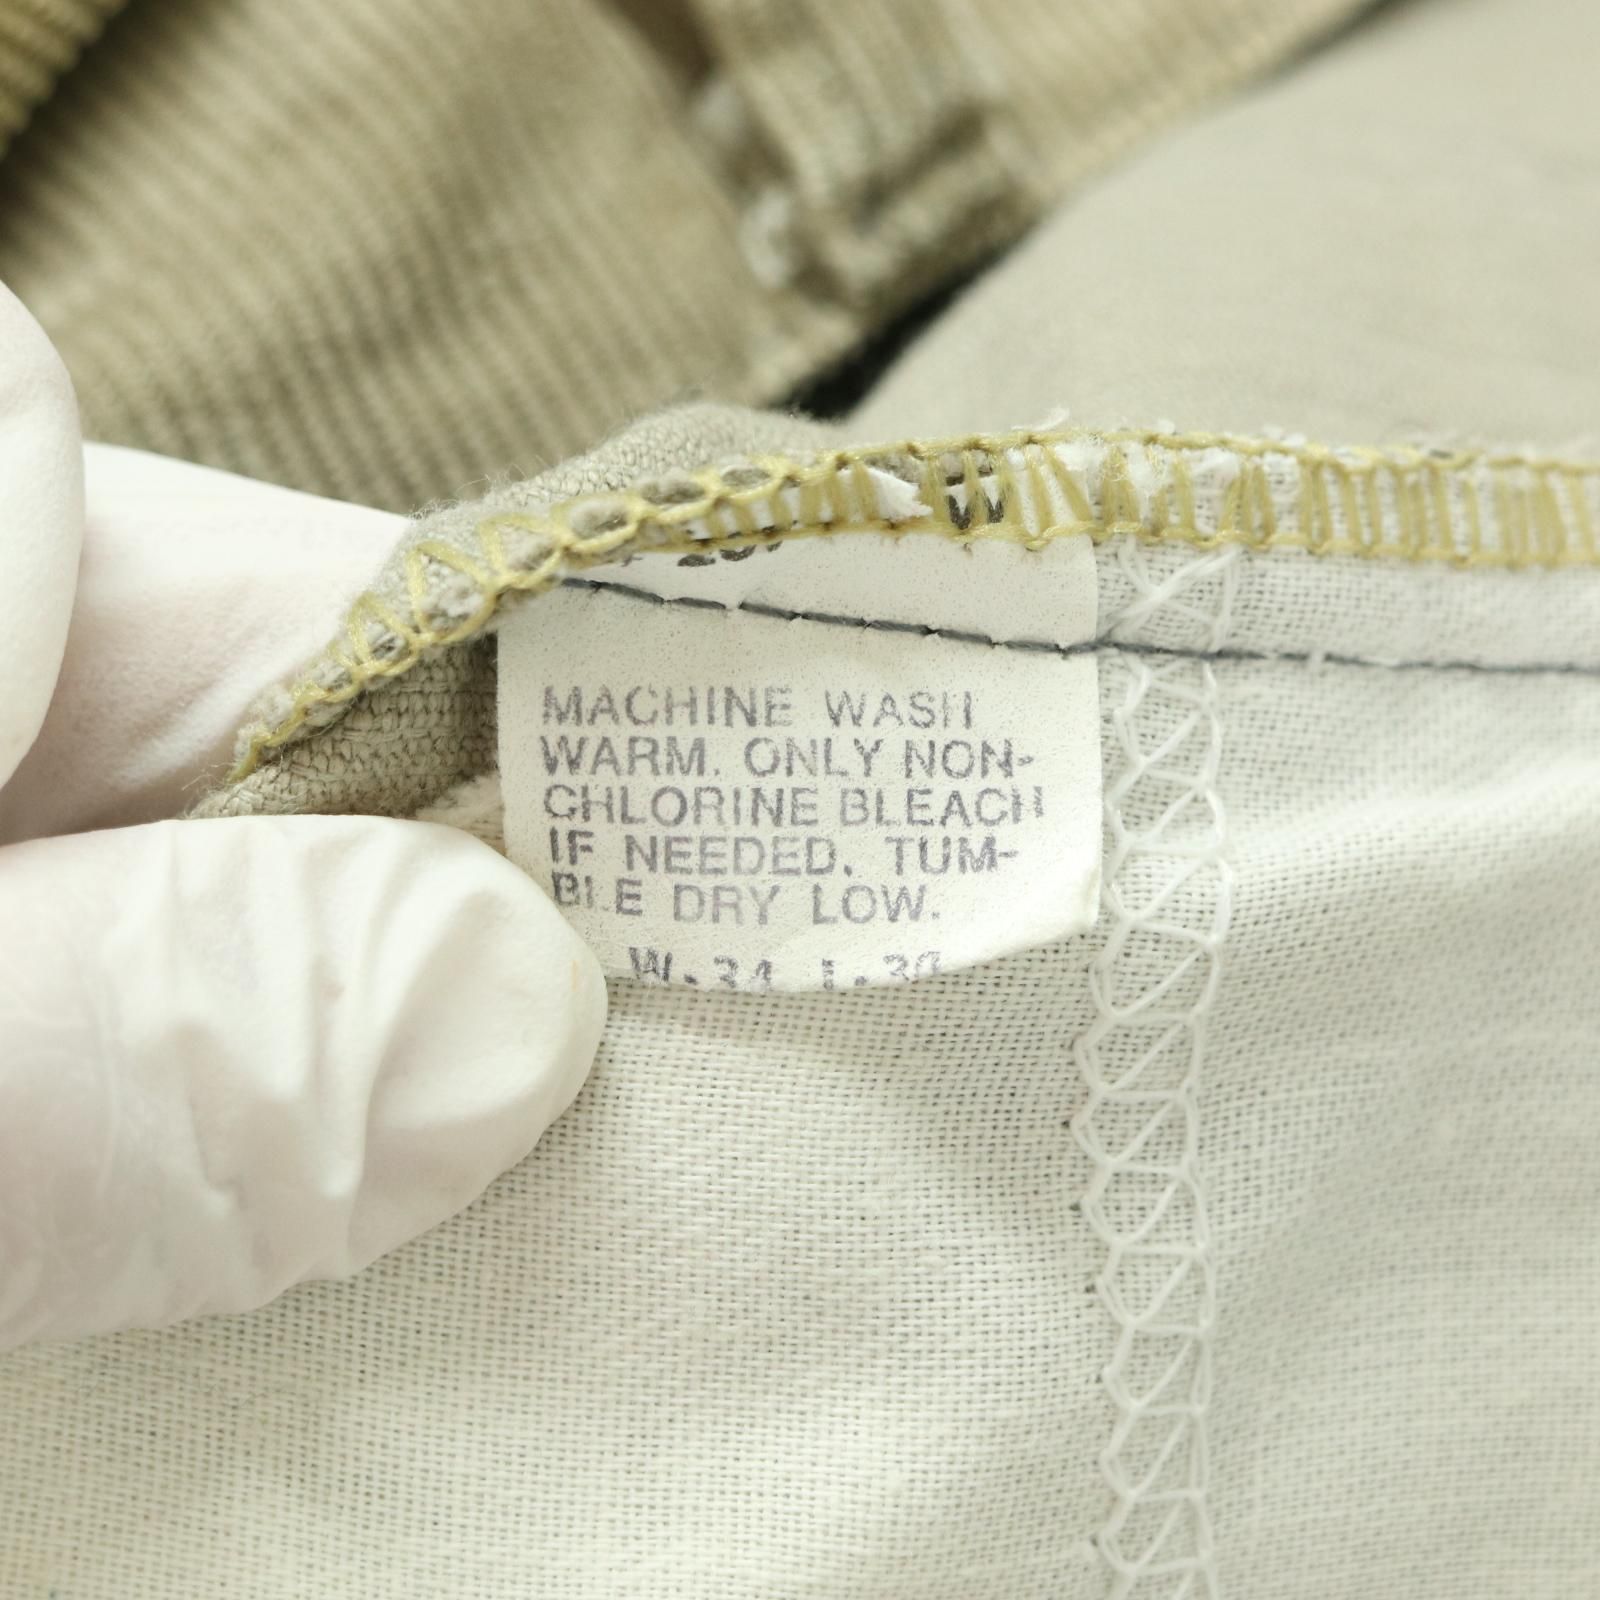 W
MACHINE WASH
WARM. ONLY NON-
CHLORINE BLEACH
IF NEEDED. TUM-
BLE DRY LOW.
W.34 L.30